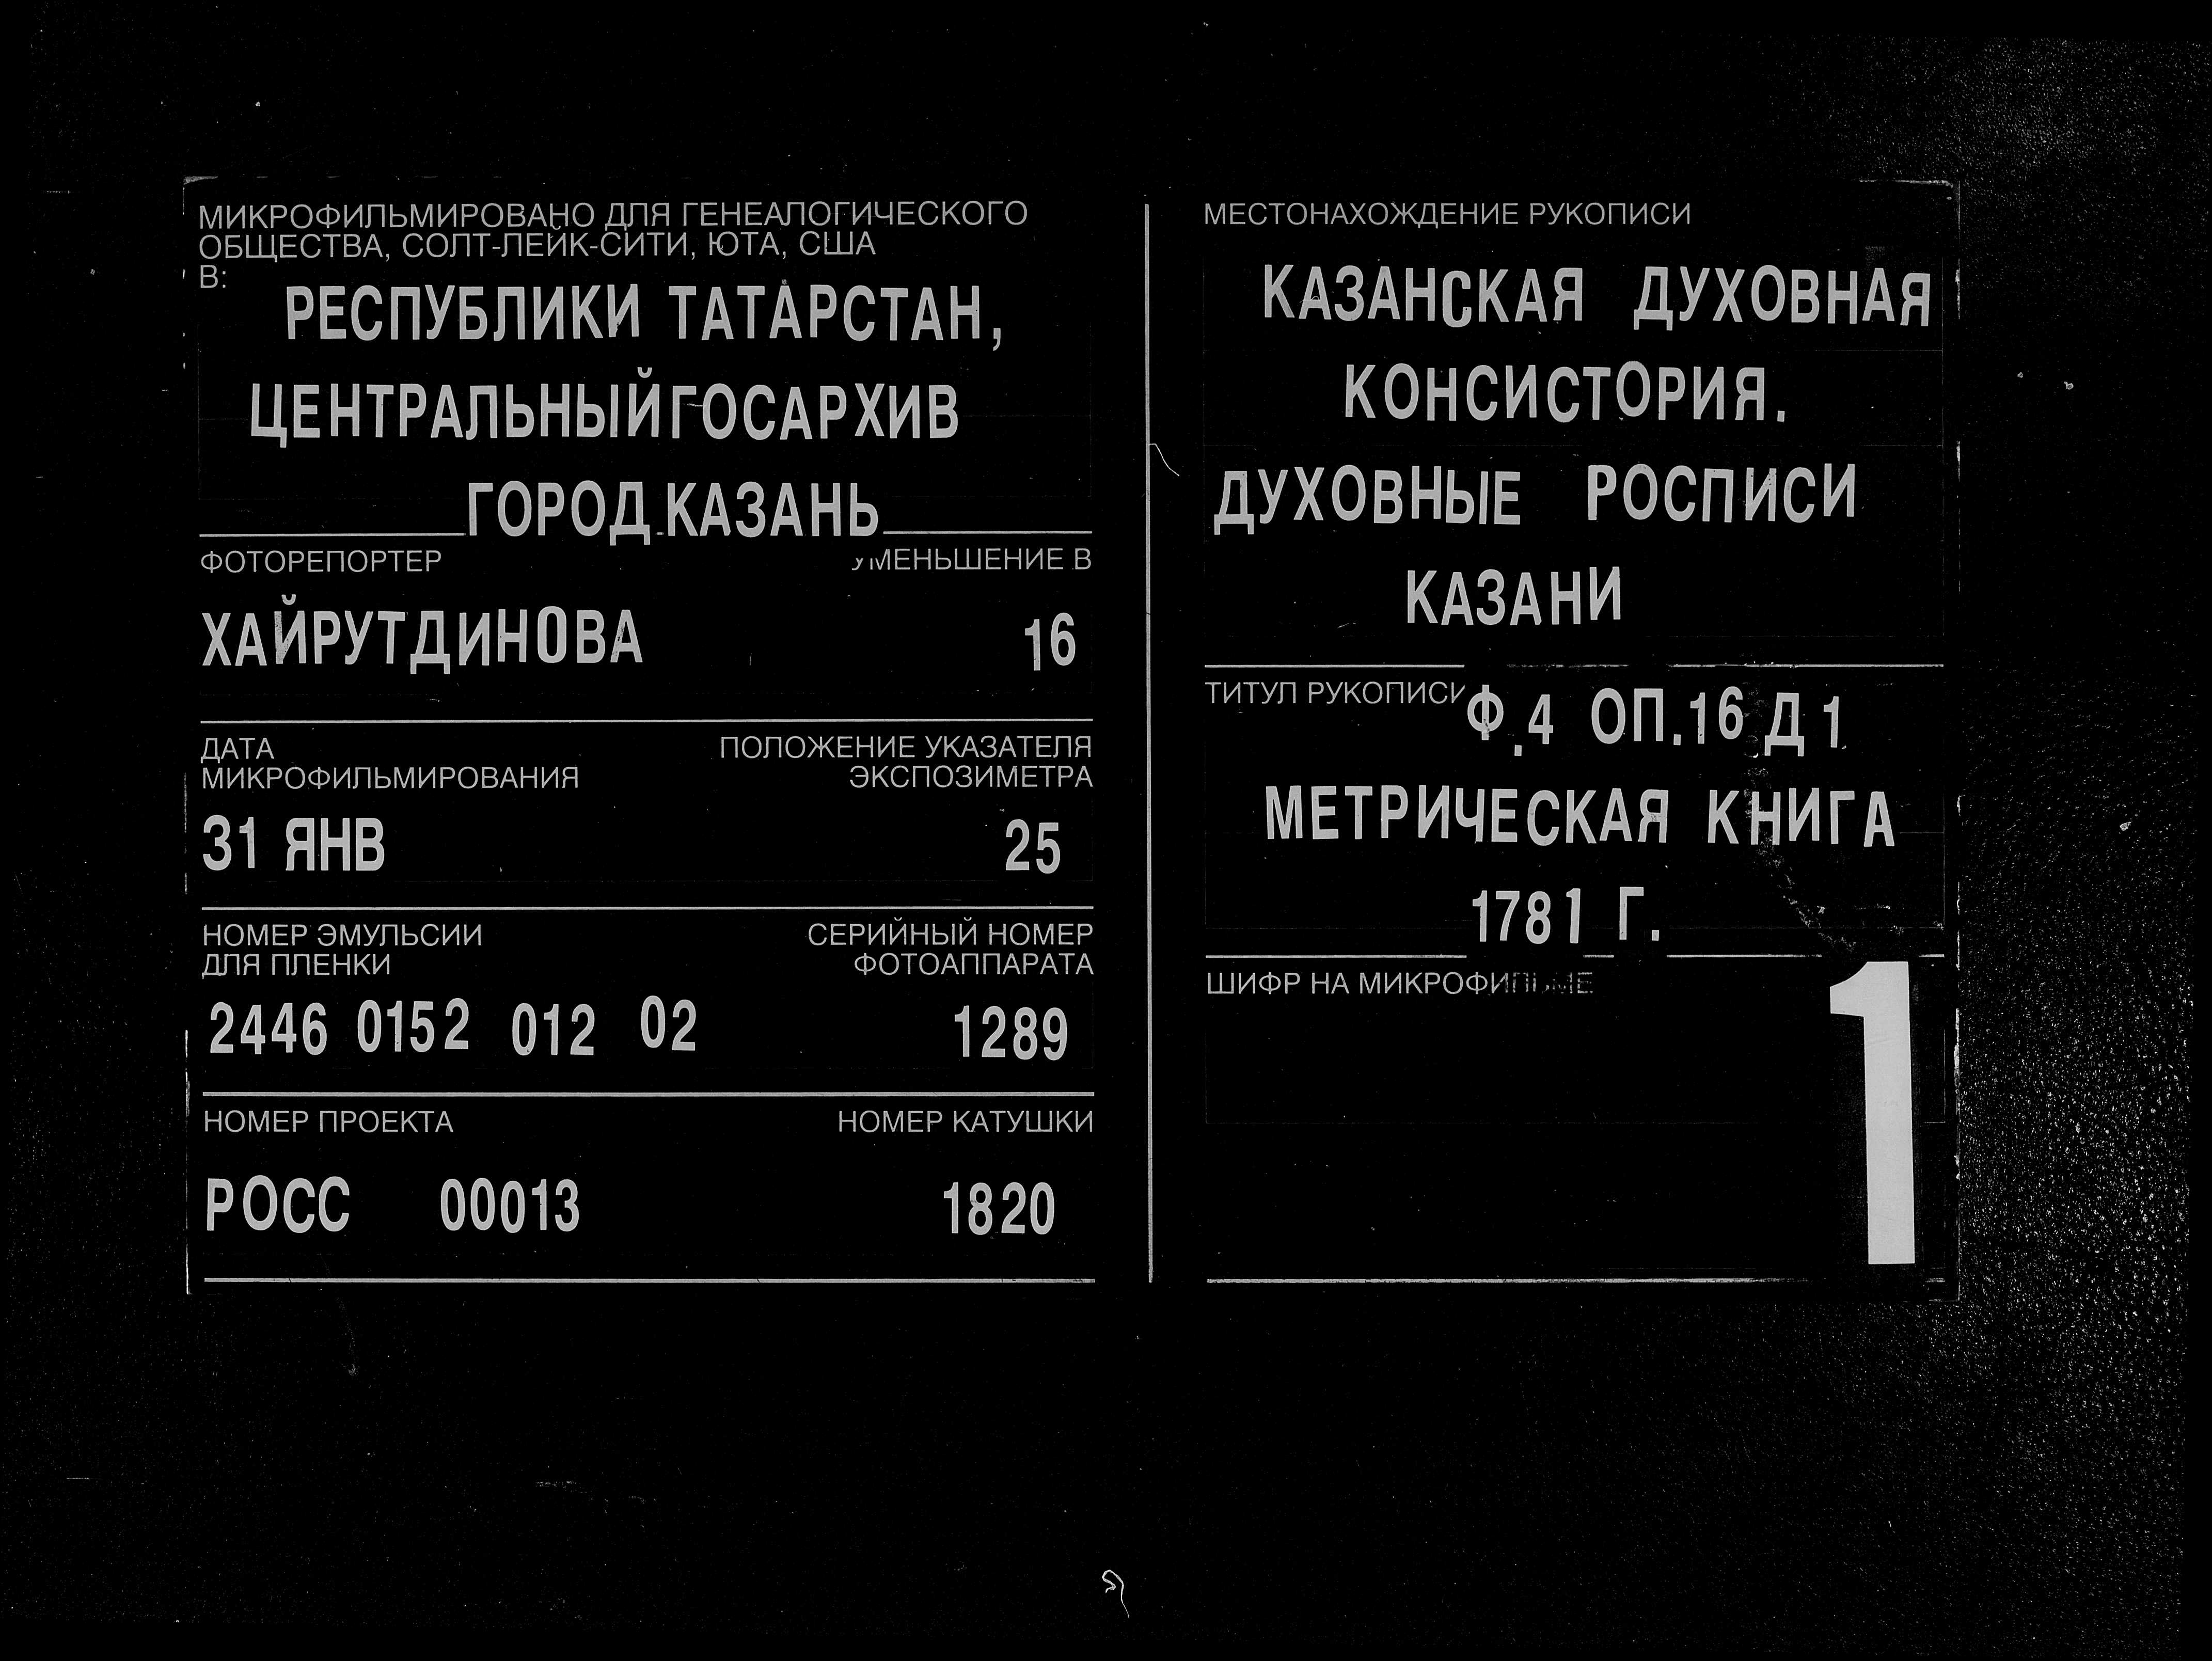 МИКРОФИЛЬМИРОВАНО ДЛЯ ГЕНЕАЛОГИЧЕСКОГО
ОБЩЕСТВА, СОЛТ-ЛЕЙК-СИТИ, ЮТА, США
В:
РЕСПУБЛИКИ ТАТАРСТАН,
ЦЕНТРАЛЬНЫЙ ГОСАРХИВ
ГОРОД КАЗАНЬ
ФОТОРЕПОРТЕР УМЕНЬШЕНИЕ В
ХАЙРУТДИНОВА 16
ДАТА ПОЛОЖЕНИЕ УКАЗАТЕЛЯ
МИКРОФИЛЬМИРОВАНИЯ ЭКСПОЗИМЕТРА
31 ЯНВ 25
НОМЕР ЭМУЛЬСИИ СЕРИЙНЫЙ НОМЕР
ДЛЯ ПЛЕНКИ ФОТОАППАРАТА
2446 0152 012 02 1289
НОМЕР ПРОЕКТА НОМЕР КАТУШКИ
РОСС 00013 1820
МЕСТОНАХОЖДЕНИЕ РУКОПИСИ
КАЗАНСКАЯ ДУХОВНАЯ
КОНСИСТОРИЯ.
ДУХОВНЫЕ РОСПИСИ
КАЗАНИ
ТИТУЛ РУКОПИСИ Ф.4 ОП.16 Д 1
МЕТРИЧЕСКАЯ КНИГА
1781 Г.
ШИФР НА МИКРОФИЛЬМЕ
1